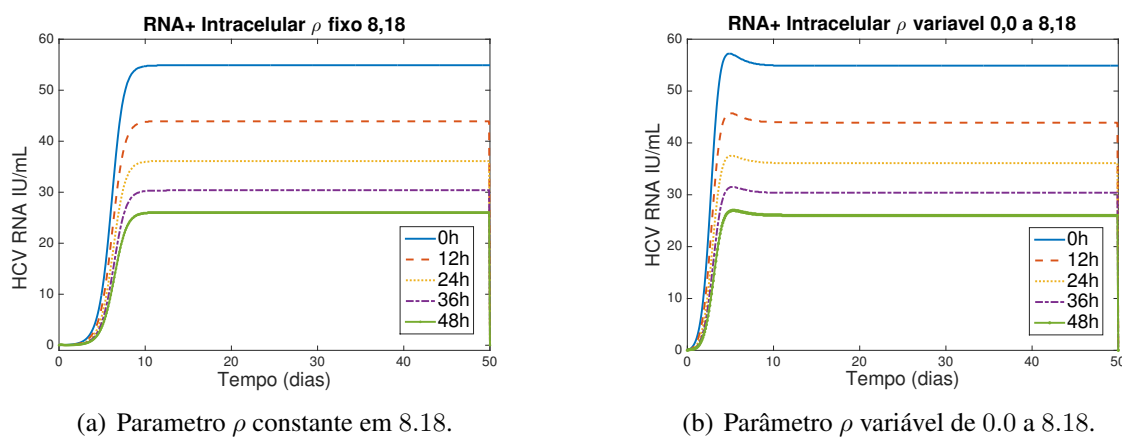 RNA+ Intracelular ρ fixo 8,18
60
50
40
30
20
10
0
HCV RNA IU/mL
0h
12h
24h
36h
48h
0 10 20 30 40 50
Tempo (dias)
(a) Parametro ρ constante em 8.18.
RNA+ Intracelular ρ variavel 0,0 a 8,18
60
50
40
30
20
10
0
HCV RNA IU/mL
0h
12h
24h
36h
48h
0 10 20 30 40 50
Tempo (dias)
(b) Parâmetro ρ variável de 0.0 a 8.18.